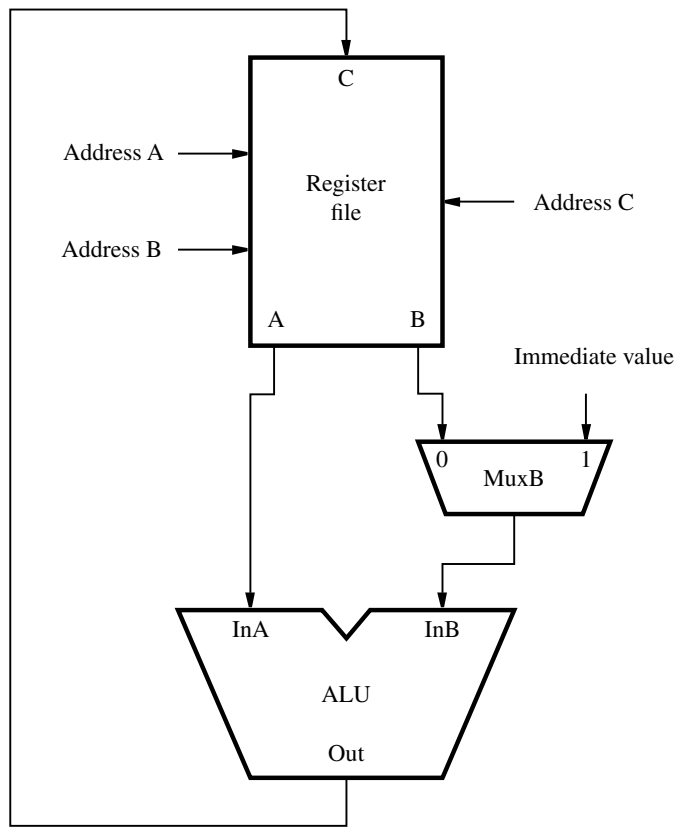 C
Address A
Register
file
Address C
Address B
A
B
Immediate value
0
1
MuxB
InA
InB
ALU
Out